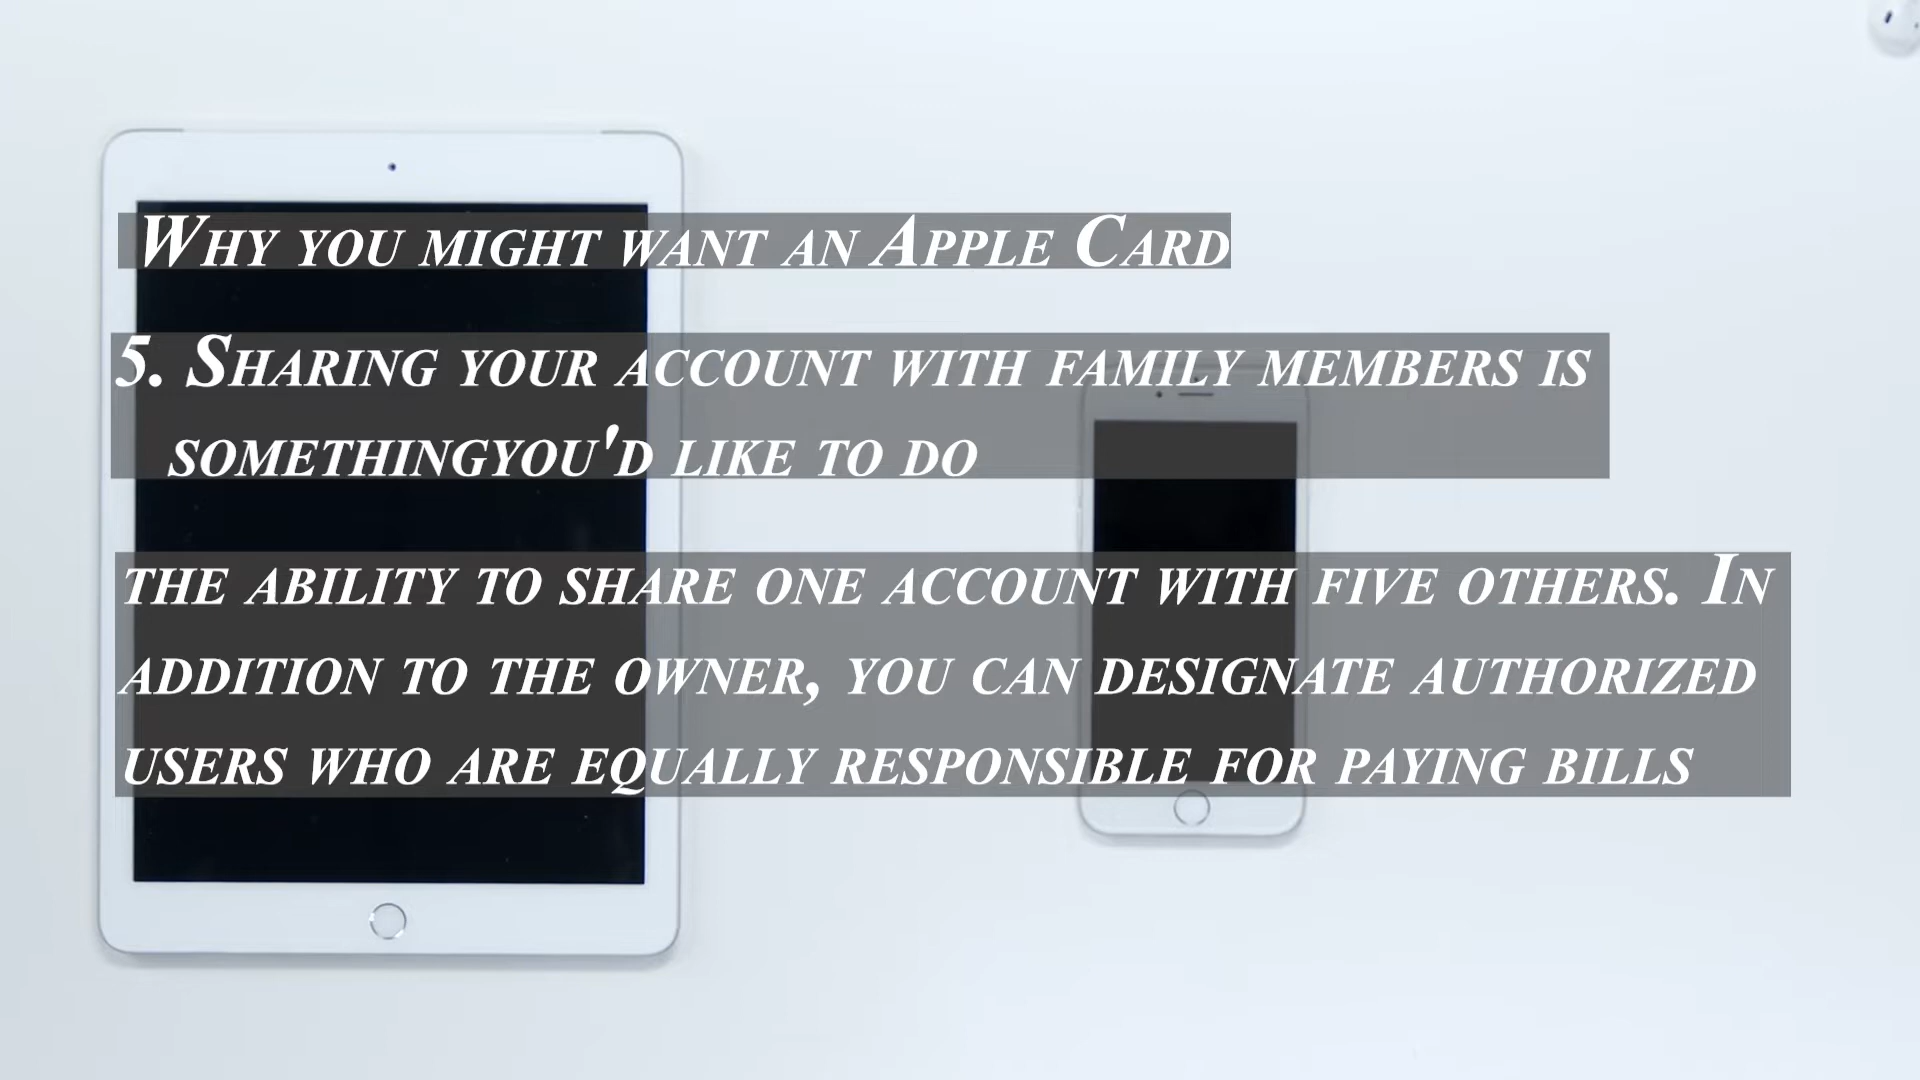 Why you might want an Apple Card
5. Sharing your account with family members is
somethingyou'd like to do
the ability to share one account with five others. In
addition to the owner, you can designate authorized
users who are equally responsible for paying bills